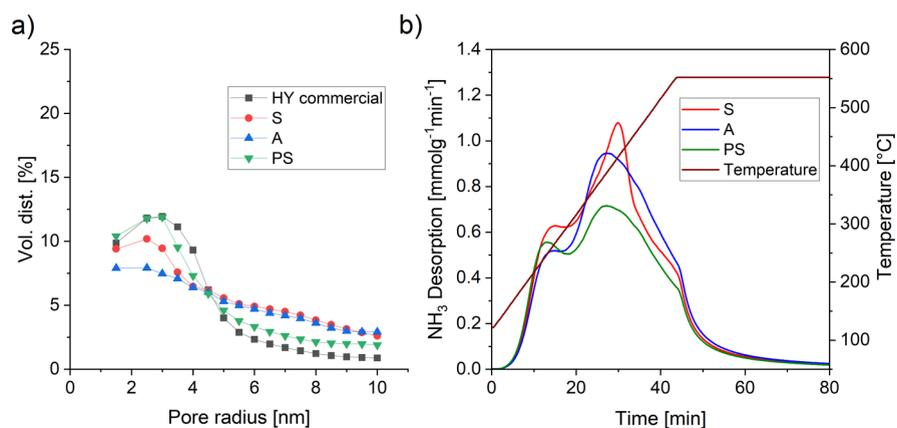 a)
25
20
15
10
5
0
Vol. dist. [%]
HY commercial
S
A
PS
0
2
4
6
8
10
Pore radius [nm]
b)
1.4
1.2
1.0
0.8
0.6
0.4
0.2
0.0
NH₃ Desorption [mmolg⁻¹min⁻¹]
S
A
PS
Temperature
600
500
400
300
200
100
Temperature [°C]
0
20
40
60
80
Time [min]